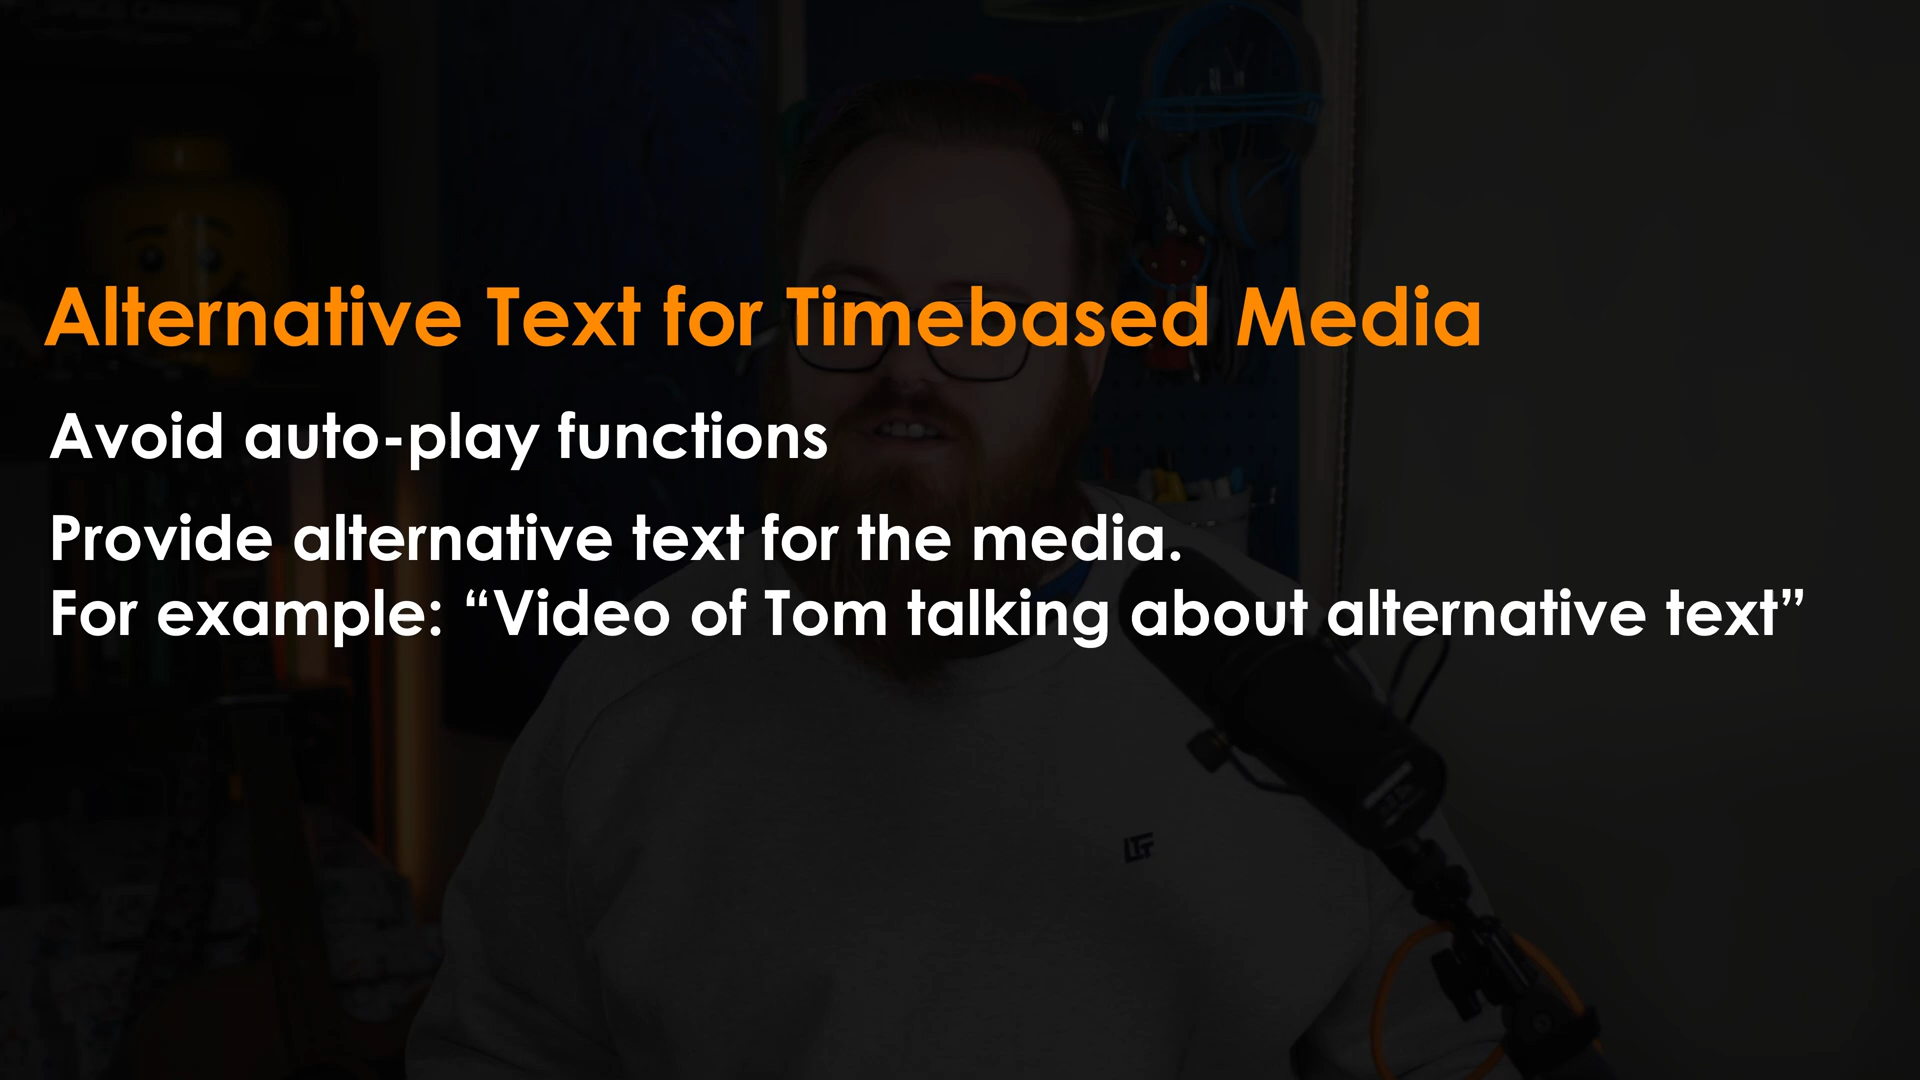 Alternative Text for Timebased Media
Avoid auto-play functions
Provide alternative text for the media.
For example: “Video of Tom talking about alternative text”